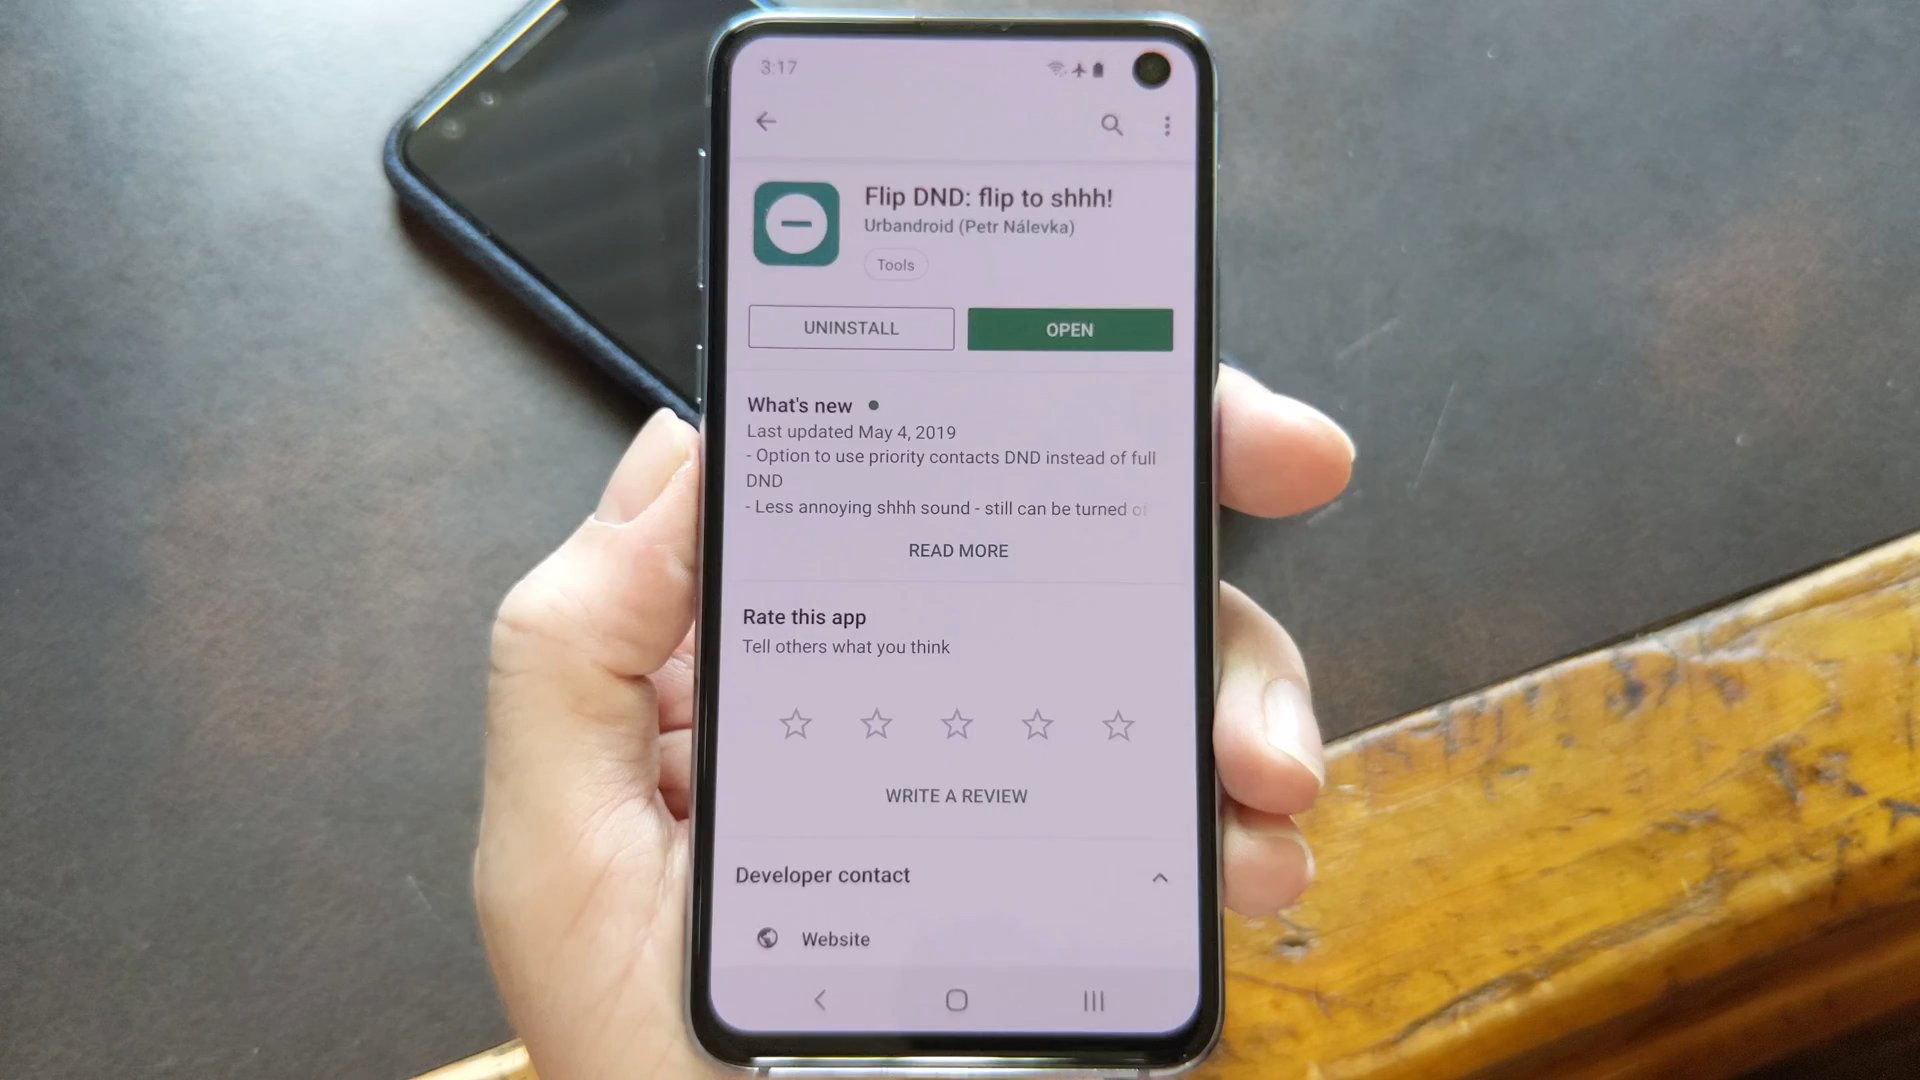 3:17
Flip DND: flip to shhh!
Urbandroid (Petr Nálevka)
Tools
UNINSTALL
OPEN
What's new
Last updated May 4, 2019
- Option to use priority contacts DND instead of full
DND
- Less annoying shhh sound - still can be turned of
READ MORE
Rate this app
Tell others what you think
WRITE A REVIEW
Developer contact
Website